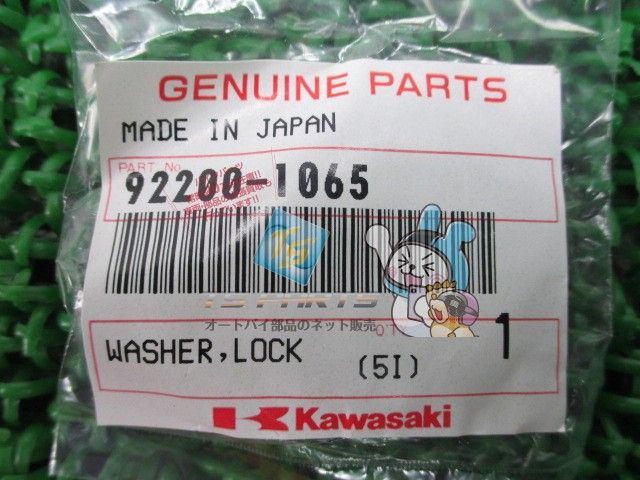 GENUINE PARTS
MADE IN JAPAN
PART No.
92200-1065
TS PARTS
オートバイ部品のネット販売
WASHER,LOCK
(5I)
1
Kawasaki